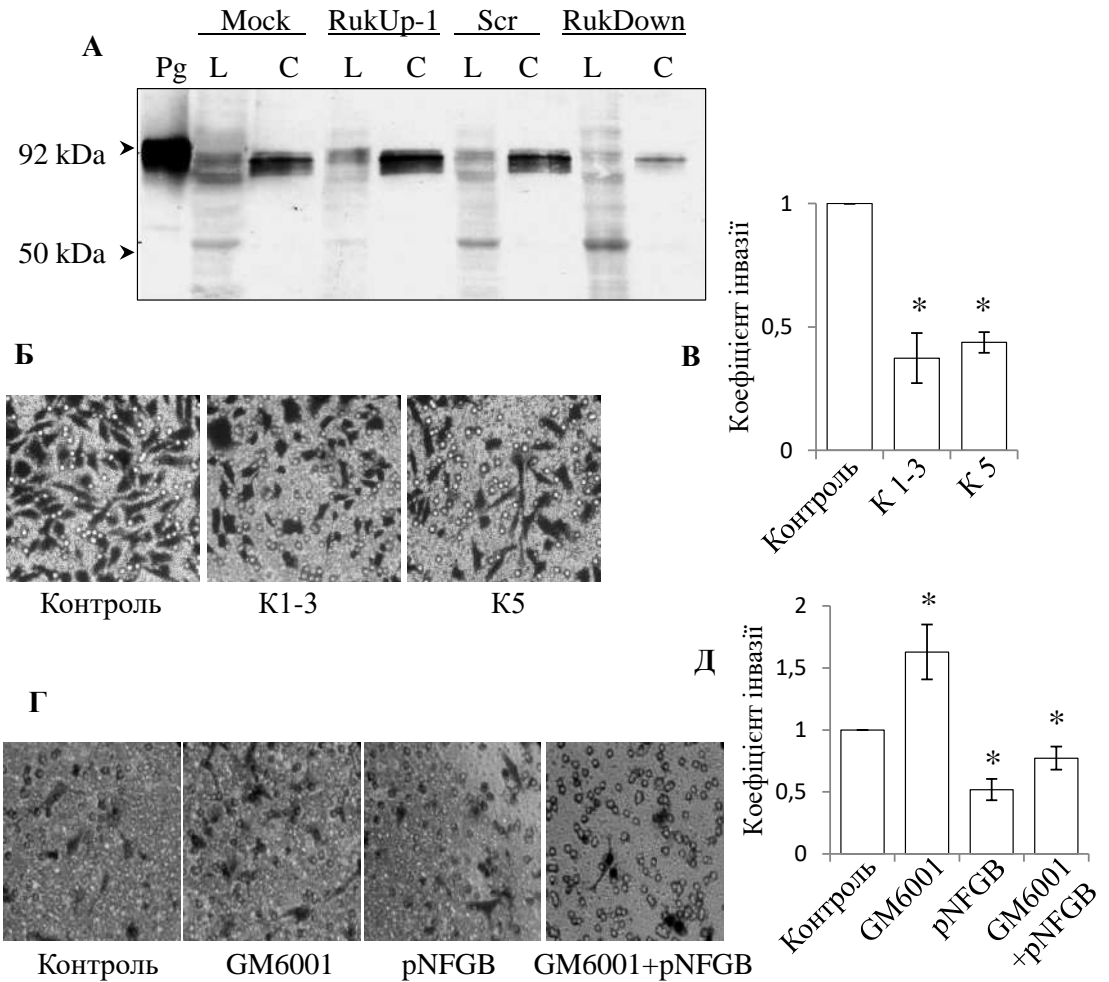 А
Mock RukUp-1 Scr RukDown
Pg L C L C L C L C
92 kDa
50 kDa
Б
Контроль К1-3 К5
В
Коефіцієнт інвазії
1
0,5
0
* *
Контроль К 1-3 К 5
Г
Контроль GM6001 pNFGB GM6001+pNFGB
Д
Коефіцієнт інвазії
2
1,5
1
0,5
0
* * *
Контроль GM6001 pNFGB GM6001
+pNFGB